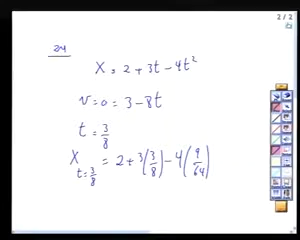 2/2
24
X = 2 + 3t - 4t²
v = 0 = 3 - 8t
t = 3/8
X t=3/8 = 2 + 3(3/8) - 4(9/64)